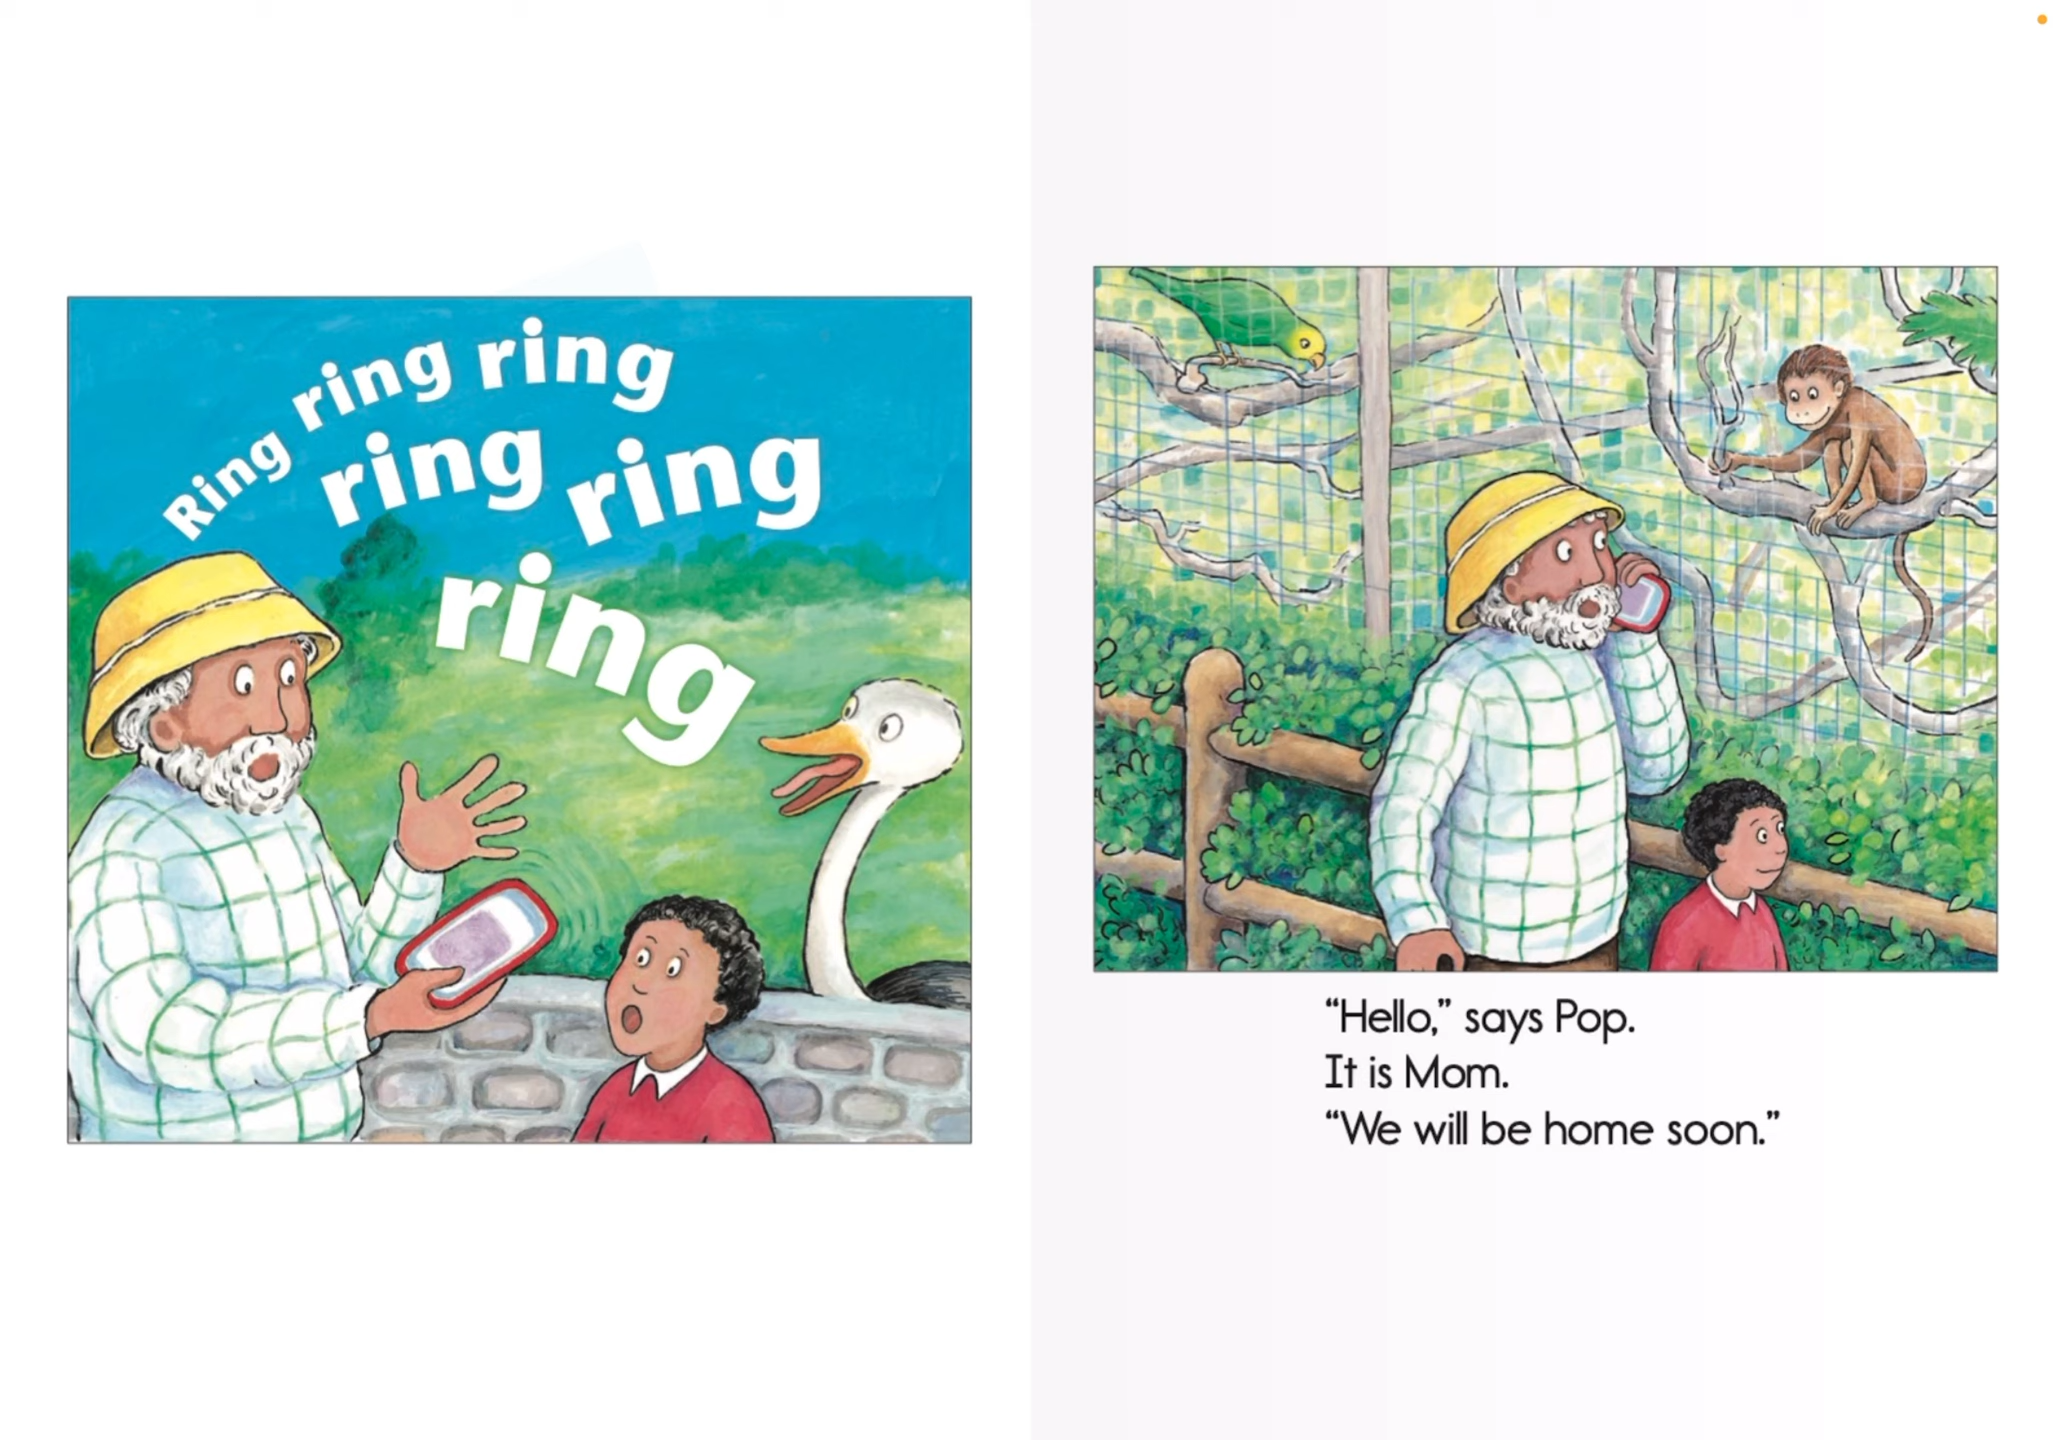 Ring ring ring
ring ring
ring
“Hello,” says Pop.
It is Mom.
“We will be home soon.”